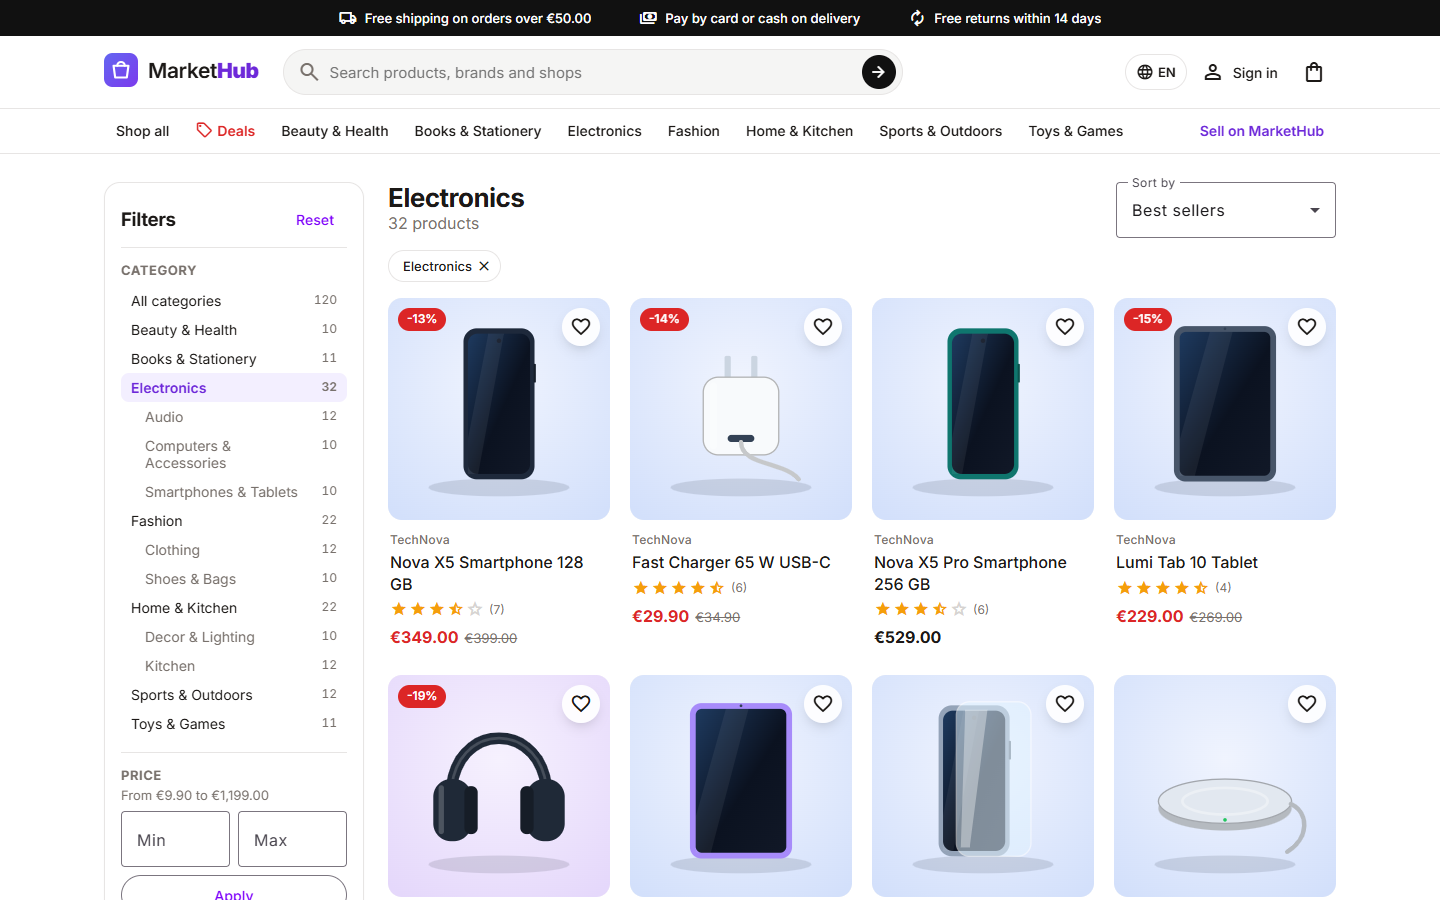 Free shipping on orders over €50.00
Pay by card or cash on delivery
Free returns within 14 days
MarketHub
Search products, brands and shops
EN
Sign in
Shop all
Deals
Beauty & Health
Books & Stationery
Electronics
Fashion
Home & Kitchen
Sports & Outdoors
Toys & Games
Sell on MarketHub
Filters
Reset
CATEGORY
All categories 120
Beauty & Health 10
Books & Stationery 11
Electronics 32
Audio 12
Computers & 10
Accessories
Smartphones & Tablets 10
Fashion 22
Clothing 12
Shoes & Bags 10
Home & Kitchen 22
Decor & Lighting 10
Kitchen 12
Sports & Outdoors 12
Toys & Games 11
PRICE
From €9.90 to €1,199.00
Min
Max
Apply
Electronics
32 products
Sort by
Best sellers
Electronics
-13%
TechNova
Nova X5 Smartphone 128
GB
(7)
€349.00 €399.00
-14%
TechNova
Fast Charger 65 W USB-C
(6)
€29.90 €34.90
TechNova
Nova X5 Pro Smartphone
256 GB
(6)
€529.00
-15%
TechNova
Lumi Tab 10 Tablet
(4)
€229.00 €269.00
-19%